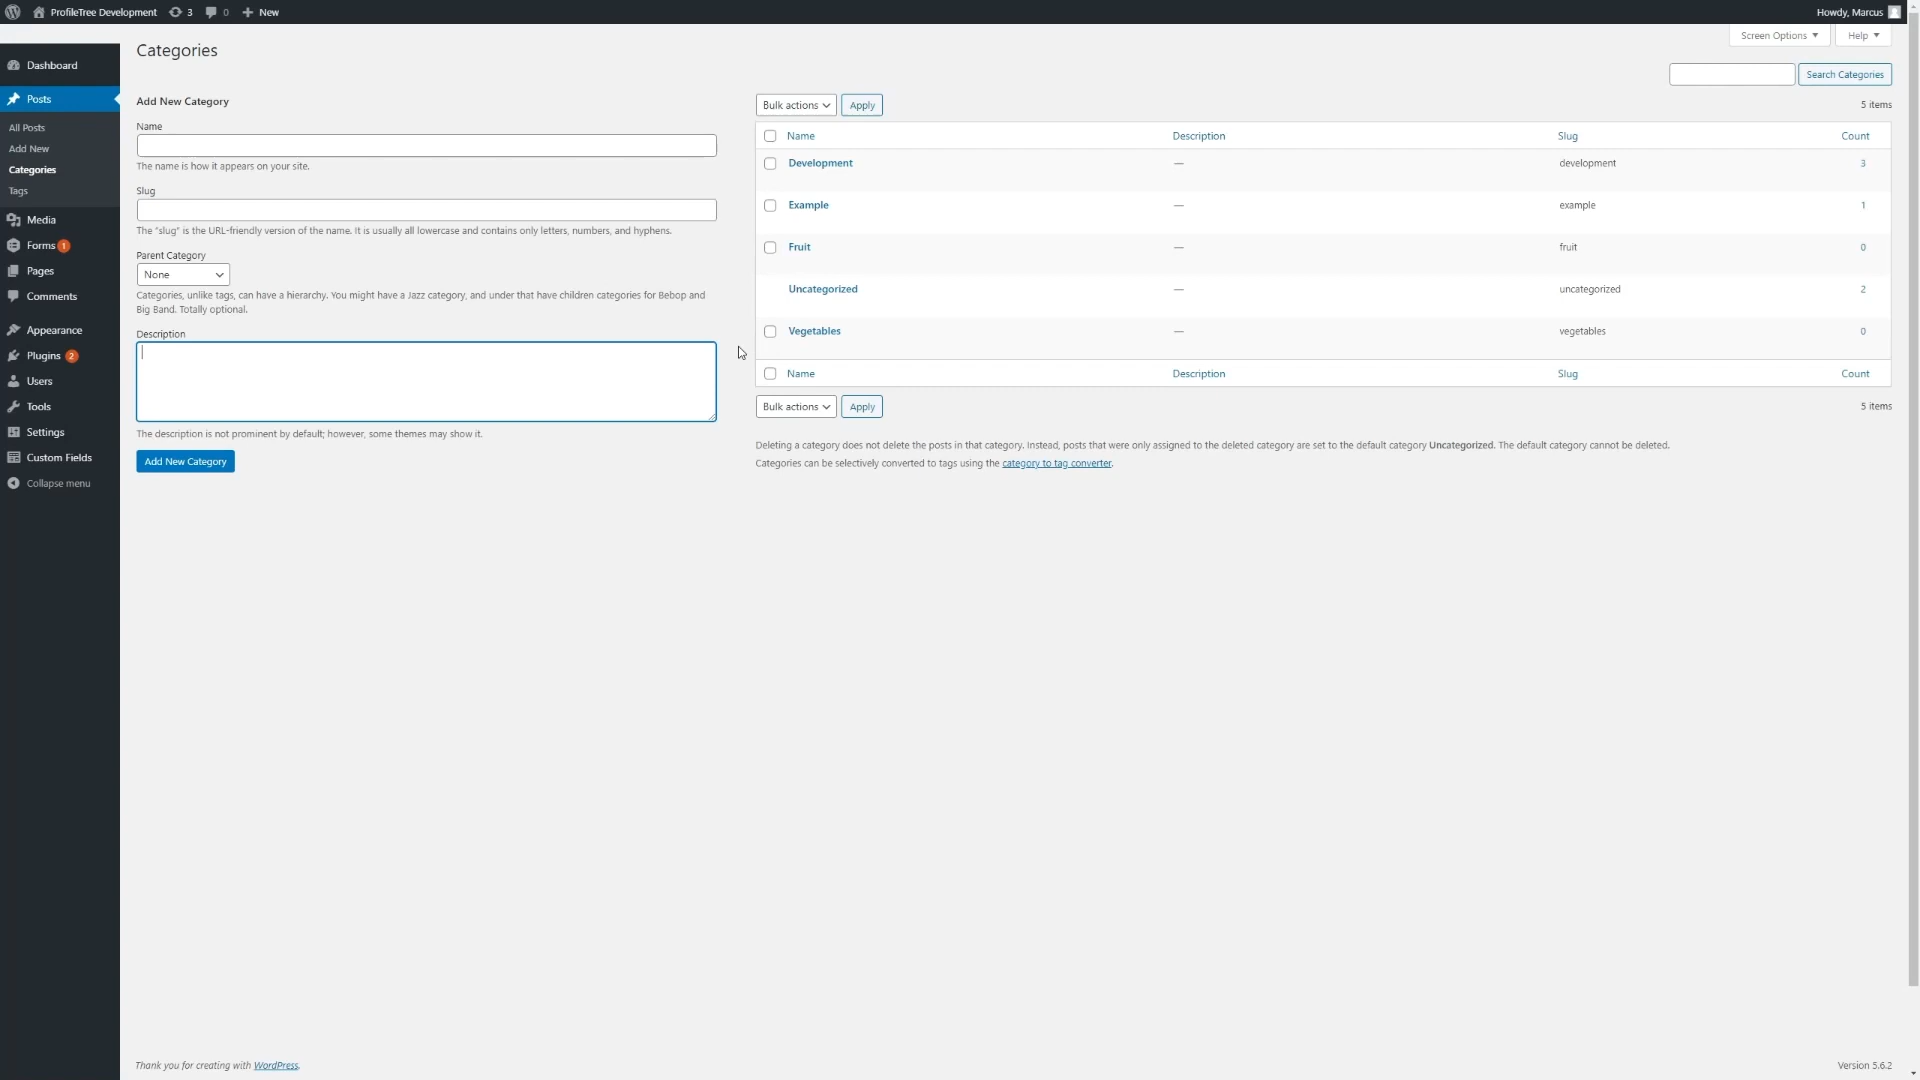 ProfileTree Development 3 0 New Howdy, Marcus
Screen Options Help
Categories
Search Categories
Dashboard
Posts
All Posts
Add New
Categories
Tags
Media
Forms 1
Pages
Comments
Appearance
Plugins 2
Users
Tools
Settings
Custom Fields
Collapse menu
Add New Category
Name
The name is how it appears on your site.
Slug
The “slug” is the URL-friendly version of the name. It is usually all lowercase and contains only letters, numbers, and hyphens.
Parent Category
None
Categories, unlike tags, can have a hierarchy. You might have a Jazz category, and under that have children categories for Bebop and
Big Band. Totally optional.
Description
The description is not prominent by default; however, some themes may show it.
Add New Category
Bulk actions Apply 5 items
Name Description Slug Count
Development — development 3
Example — example 1
Fruit — fruit 0
Uncategorized — uncategorized 2
Vegetables — vegetables 0
Name Description Slug Count
Bulk actions Apply 5 items
Deleting a category does not delete the posts in that category. Instead, posts that were only assigned to the deleted category are set to the default category Uncategorized. The default category cannot be deleted.
Categories can be selectively converted to tags using the category to tag converter.
Thank you for creating with WordPress. Version 5.6.2